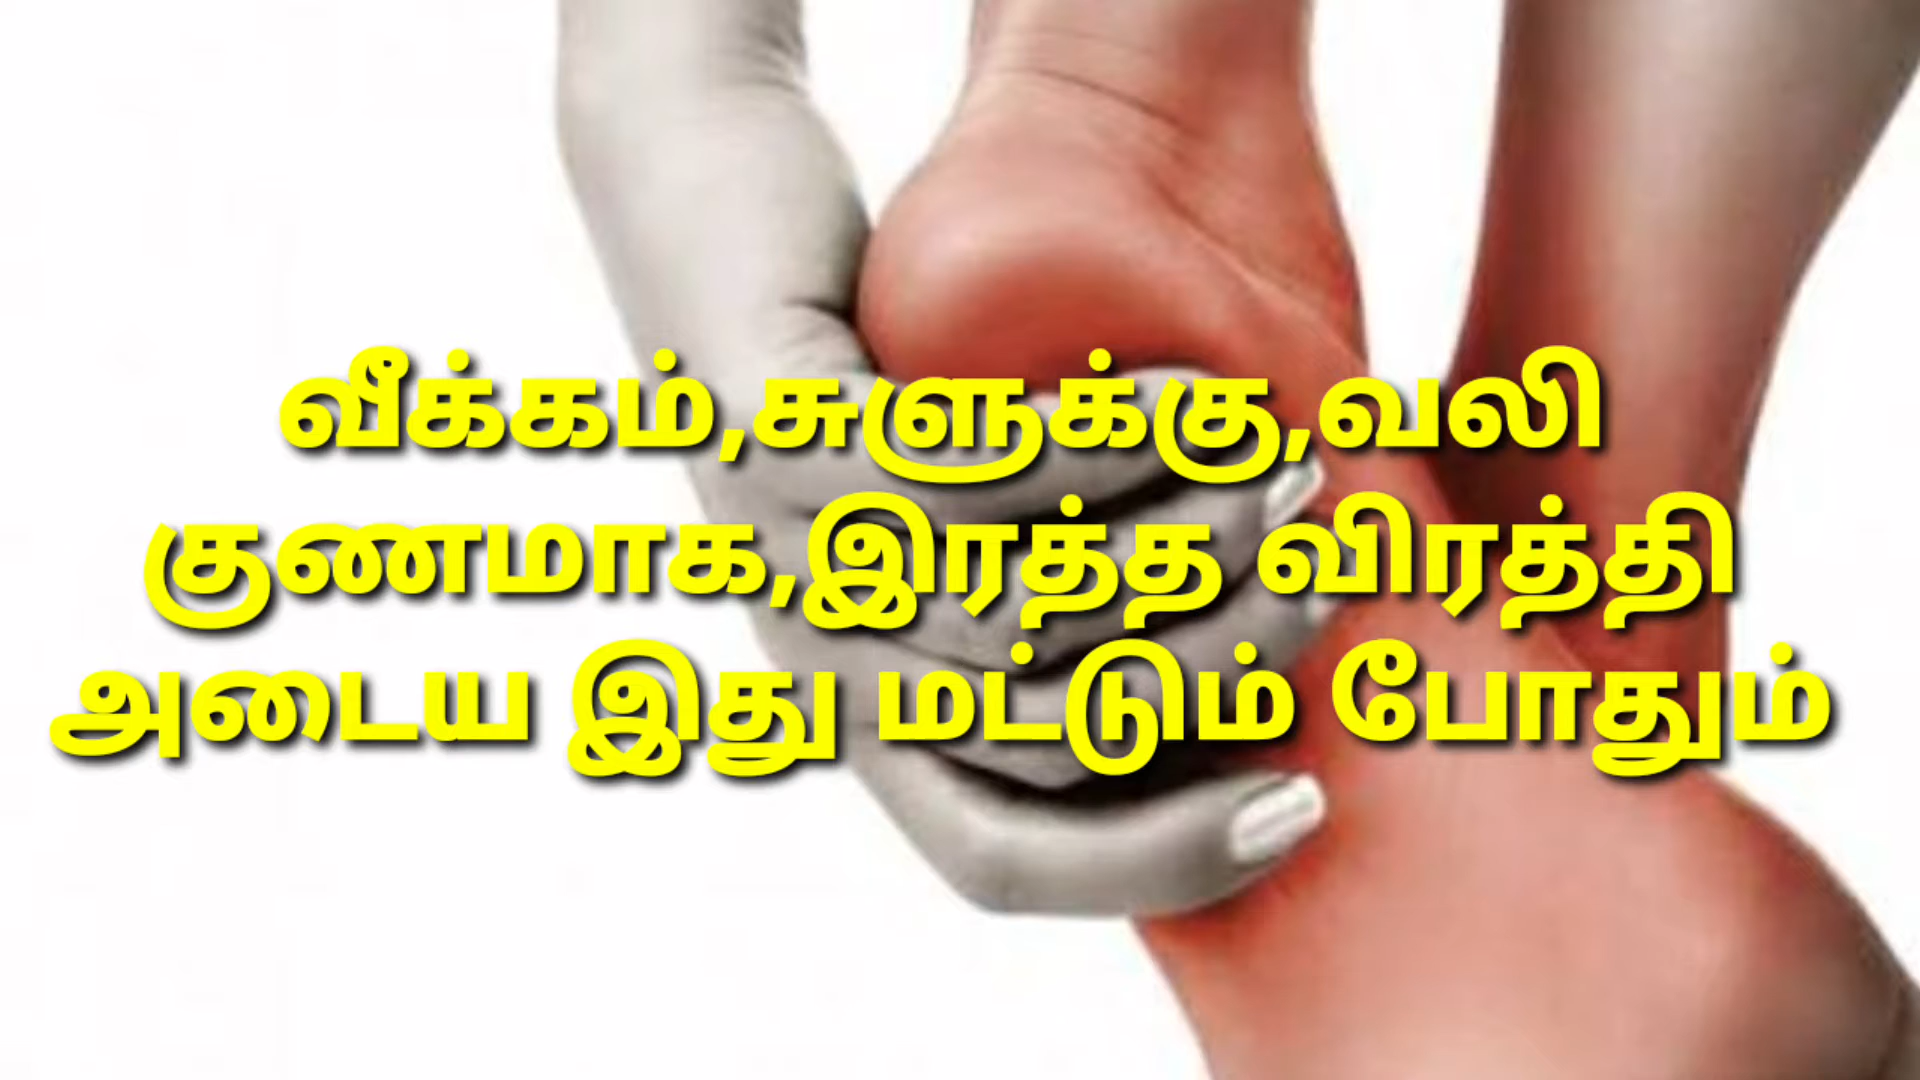 வீக்கம்,சுளுக்கு,வலி
குணமாக,இரத்த விரத்தி
அடைய இது மட்டும் போதும்